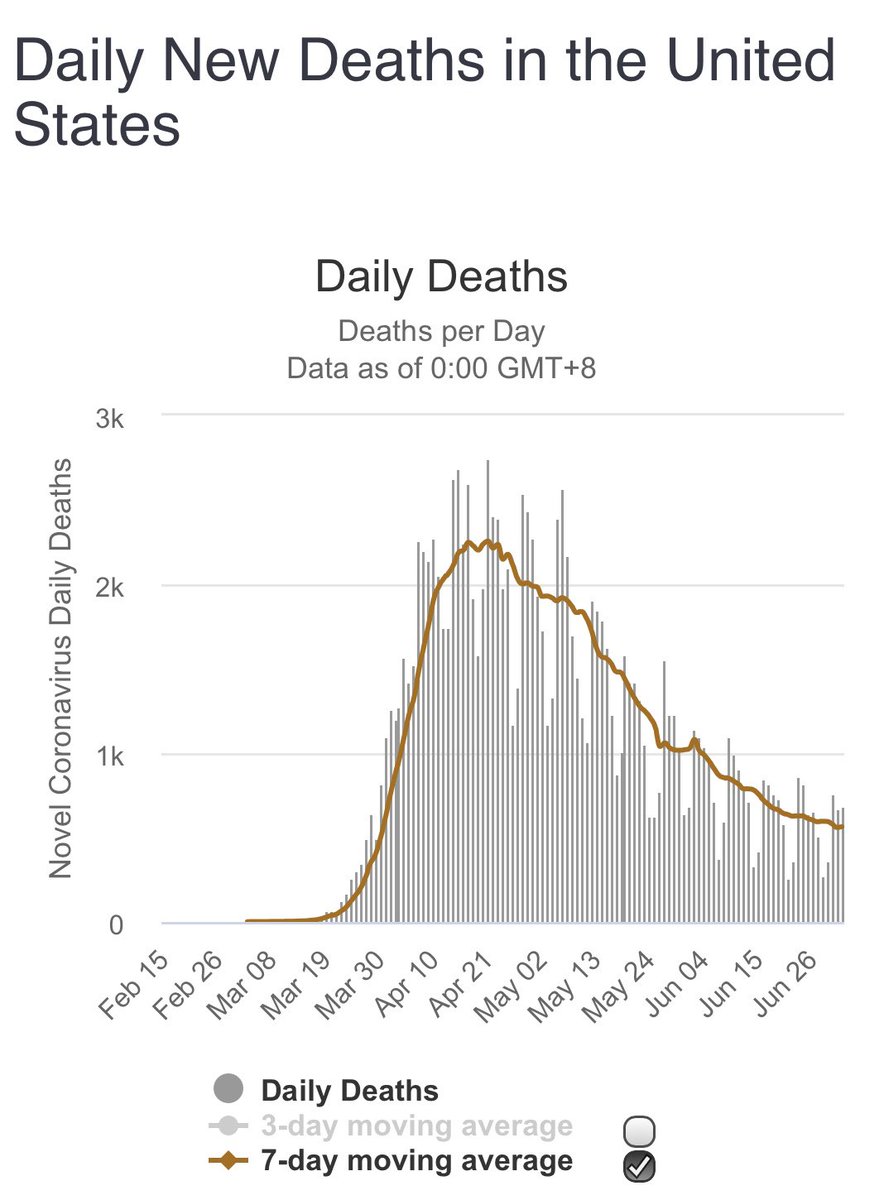 Daily New Deaths in the United
States
Daily Deaths
Deaths per Day
Data as of 0:00 GMT+8
Novel Coronavirus Daily Deaths
3k
2k
1k
0
Feb 15
Feb 26
Mar 08
Mar 19
Mar 30
Apr 10
Apr 21
May 02
May 13
May 24
Jun 04
Jun 15
Jun 26
Daily Deaths
3-day moving average
7-day moving average